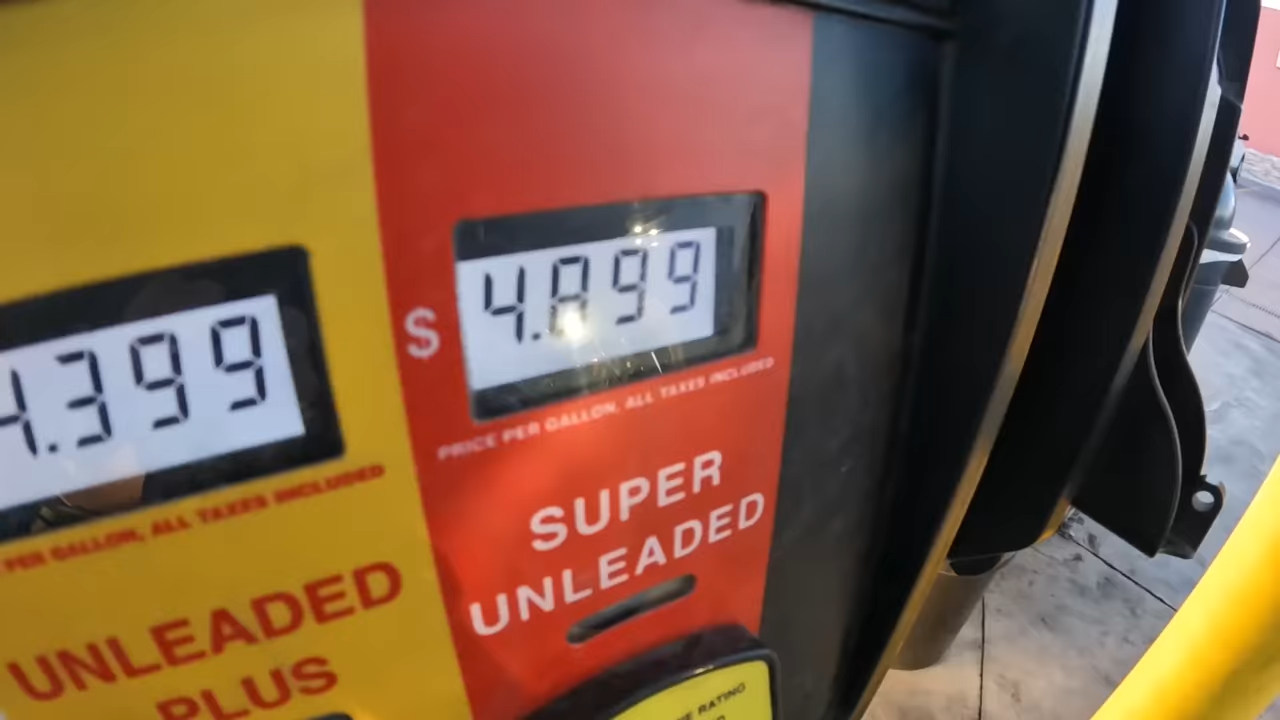 4.399
PER GALLON, ALL TAXES INCLUDED
UNLEADED
PLUS
$ 4.899
PRICE PER GALLON, ALL TAXES INCLUDED
SUPER
UNLEADED
RATING